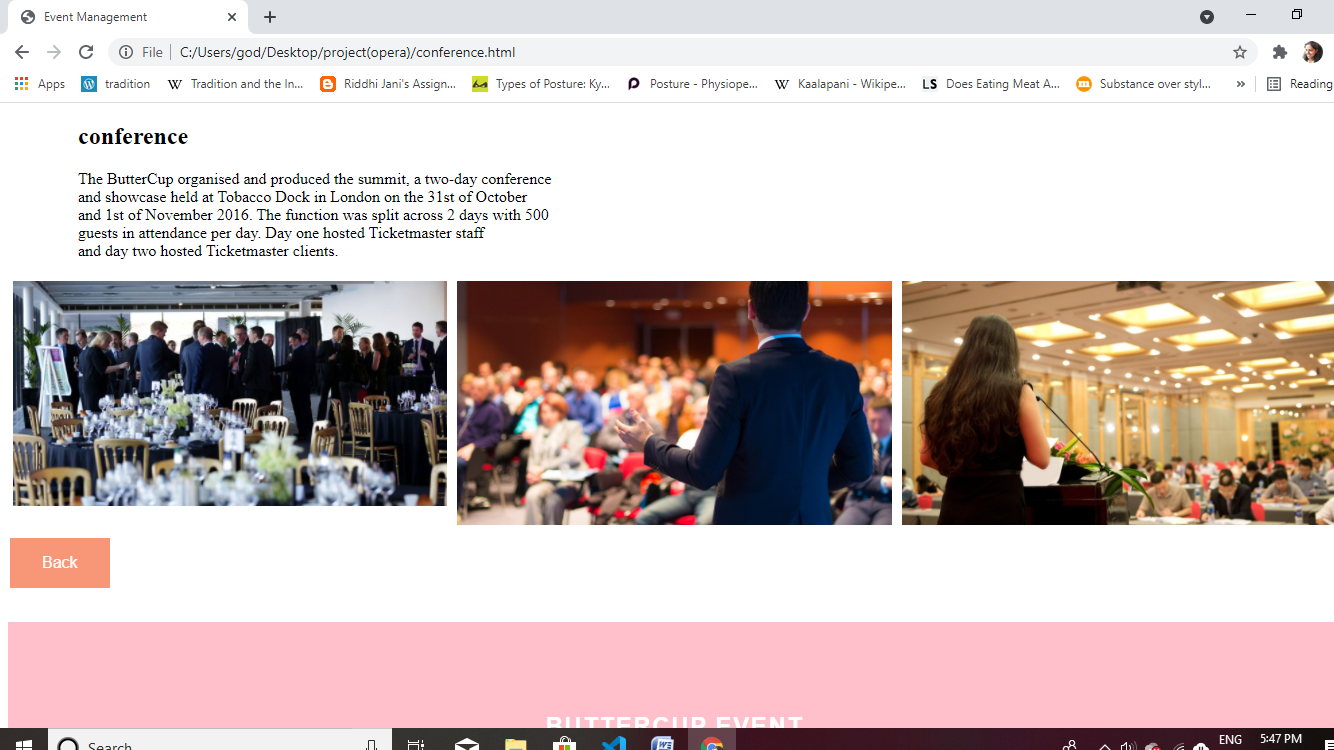 Event Management
File
C:/Users/god/Desktop/project(opera)/conference.html
Apps
tradition
Tradition and the In...
Riddhi Jani's Assign...
Types of Posture: Ky...
Posture - Physiope...
Kaalapani - Wikipe...
LS Does Eating Meat A...
Substance over styl...
Reading
conference
The ButterCup organised and produced the summit, a two-day conference
and showcase held at Tobacco Dock in London on the 31st of October
and 1st of November 2016. The function was split across 2 days with 500
guests in attendance per day. Day one hosted Ticketmaster staff
and day two hosted Ticketmaster clients.
Back
BUTTERCUP EVENT
Search
ENG
5:47 PM